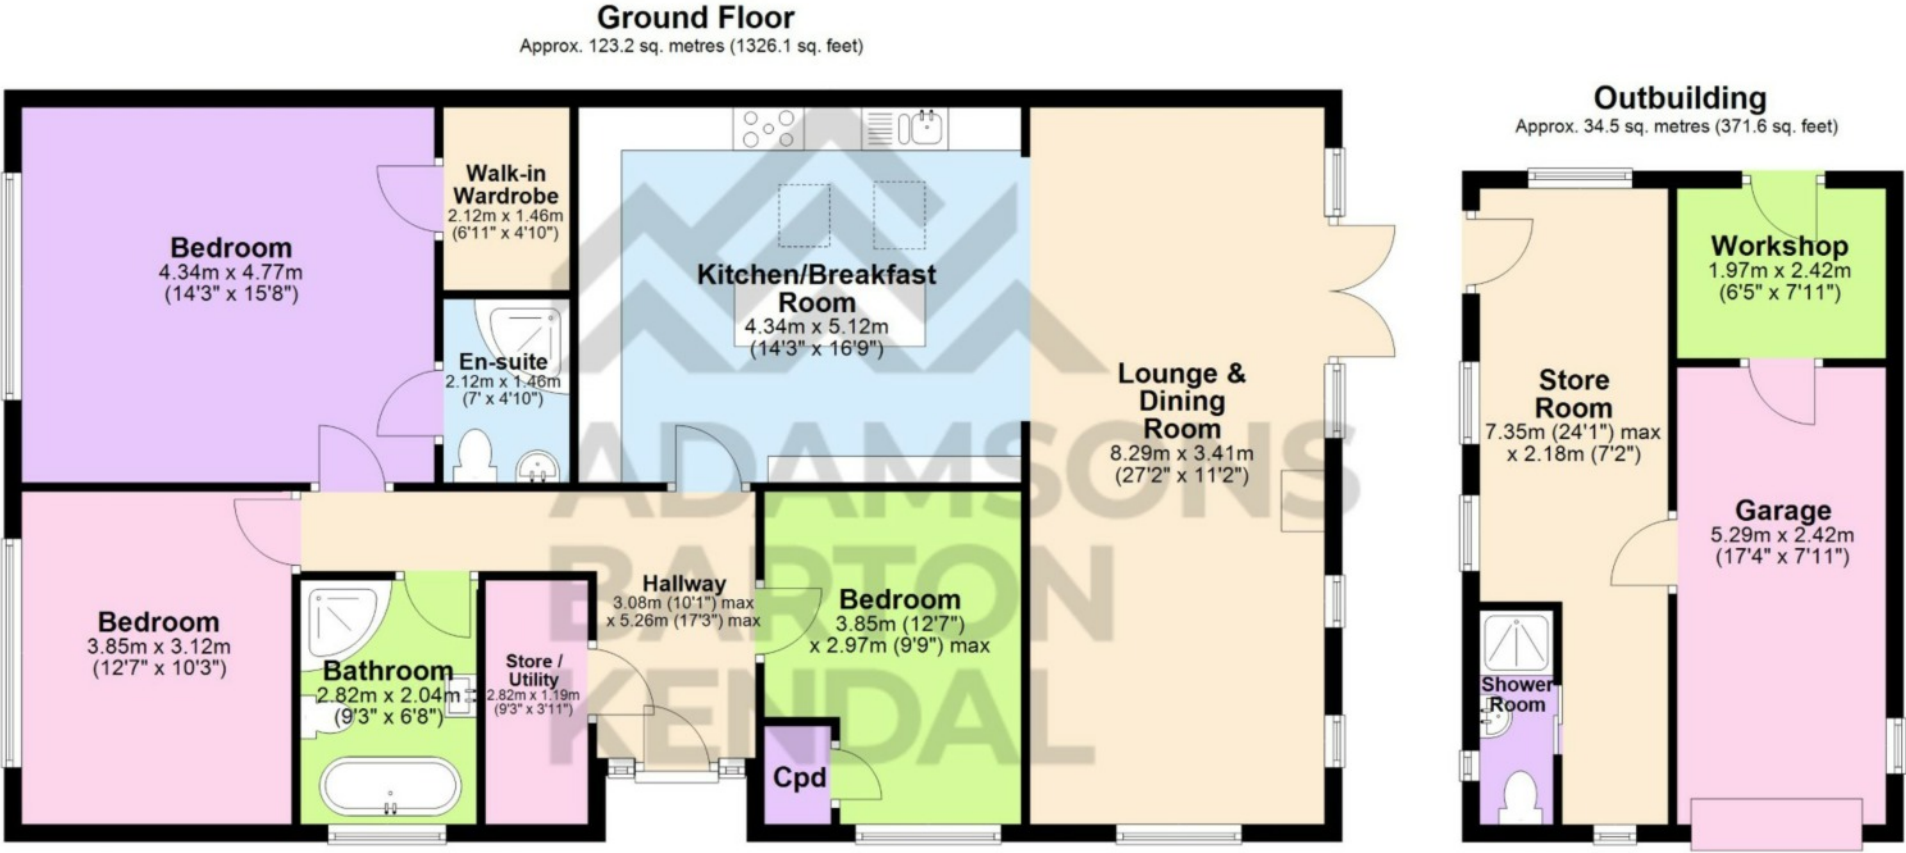 Ground Floor
Approx. 123.2 sq. metres (1326.1 sq. feet)
Outbuilding
Approx. 34.5 sq. metres (371.6 sq. feet)
Bedroom
4.34m x 4.77m
(14'3" x 15'8")
Walk-in
Wardrobe
2.12m x 1.46m
(6'11" x 4'10")
En-suite
2.12m x 1.46m
(7' x 4'10")
Kitchen/Breakfast
Room
4.34m x 5.12m
(14'3" x 16'9")
Lounge &
Dining
Room
8.29m x 3.41m
(27'2" x 11'2")
Bedroom
3.85m x 3.12m
(12'7" x 10'3")
Bathroom
2.82m x 2.04m
(9'3" x 6'8")
Store /
Utility
2.82m x 1.19m
(9'3" x 3'11")
Hallway
3.08m (10'1") max
x 5.26m (17'3") max
Bedroom
3.85m (12'7")
x 2.97m (9'9") max
Cpd
Workshop
1.97m x 2.42m
(6'5" x 7'11")
Store
Room
7.35m (24'1") max
x 2.18m (7'2")
Garage
5.29m x 2.42m
(17'4" x 7'11")
Shower
Room
ADAMSONS
BARTON
KENDAL